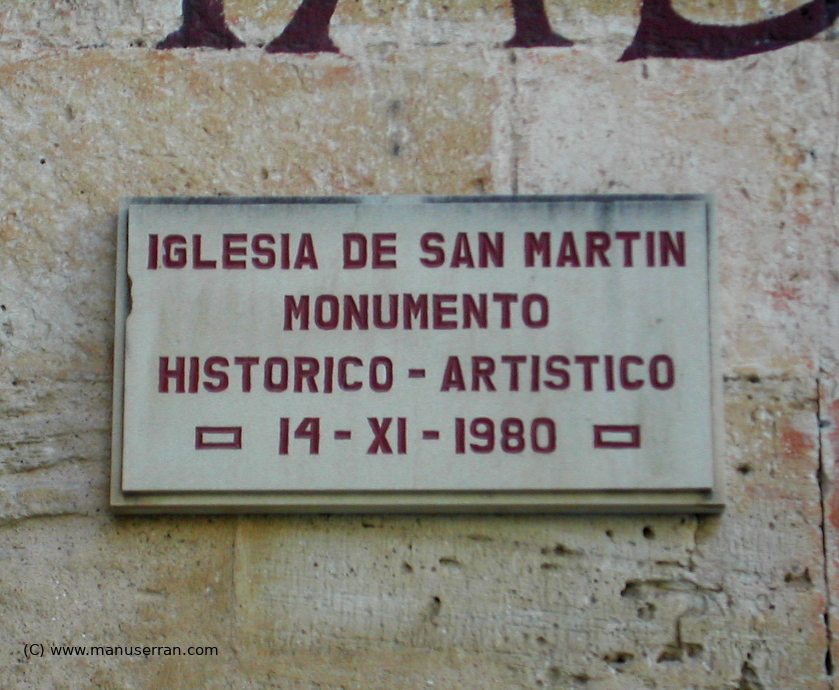 IGLESIA DE SAN MARTIN
MONUMENTO
HISTORICO - ARTISTICO
14 - XI - 1980
(C) www.manuserran.com